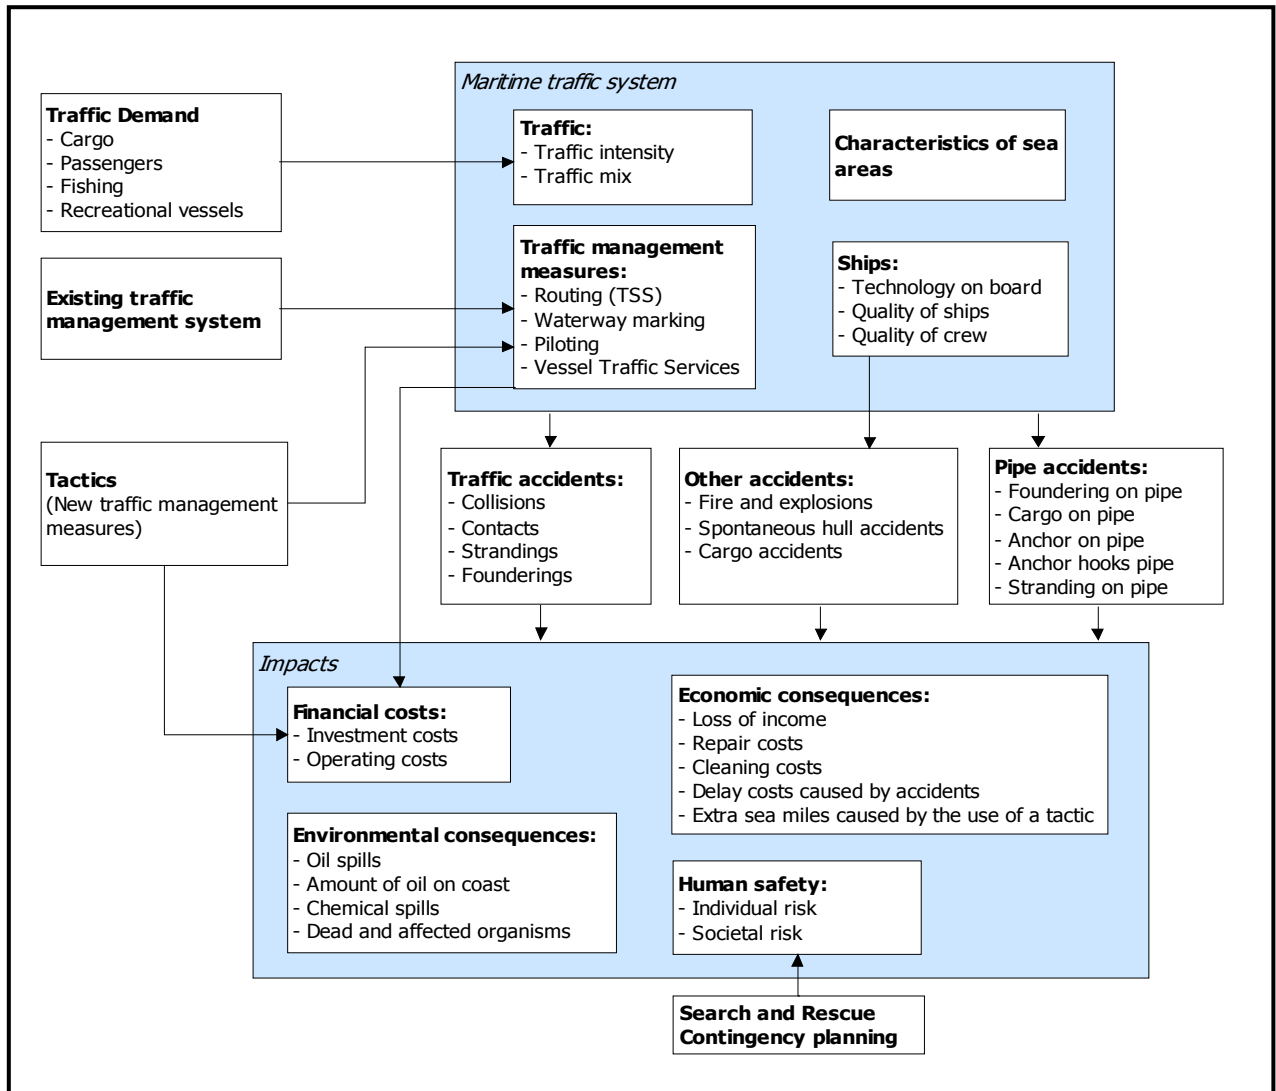 Maritime traffic system
Traffic Demand
- Cargo
- Passengers
- Fishing
- Recreational vessels
Traffic:
- Traffic intensity
- Traffic mix
Characteristics of sea
areas
Existing traffic
management system
Traffic management
measures:
- Routing (TSS)
- Waterway marking
- Piloting
- Vessel Traffic Services
Ships:
- Technology on board
- Quality of ships
- Quality of crew
Tactics
(New traffic management
measures)
Traffic accidents:
- Collisions
- Contacts
- Strandings
- Founderings
Other accidents:
- Fire and explosions
- Spontaneous hull accidents
- Cargo accidents
Pipe accidents:
- Foundering on pipe
- Cargo on pipe
- Anchor on pipe
- Anchor hooks pipe
- Stranding on pipe
Impacts
Financial costs:
- Investment costs
- Operating costs
Economic consequences:
- Loss of income
- Repair costs
- Cleaning costs
- Delay costs caused by accidents
- Extra sea miles caused by the use of a tactic
Environmental consequences:
- Oil spills
- Amount of oil on coast
- Chemical spills
- Dead and affected organisms
Human safety:
- Individual risk
- Societal risk
Search and Rescue
Contingency planning